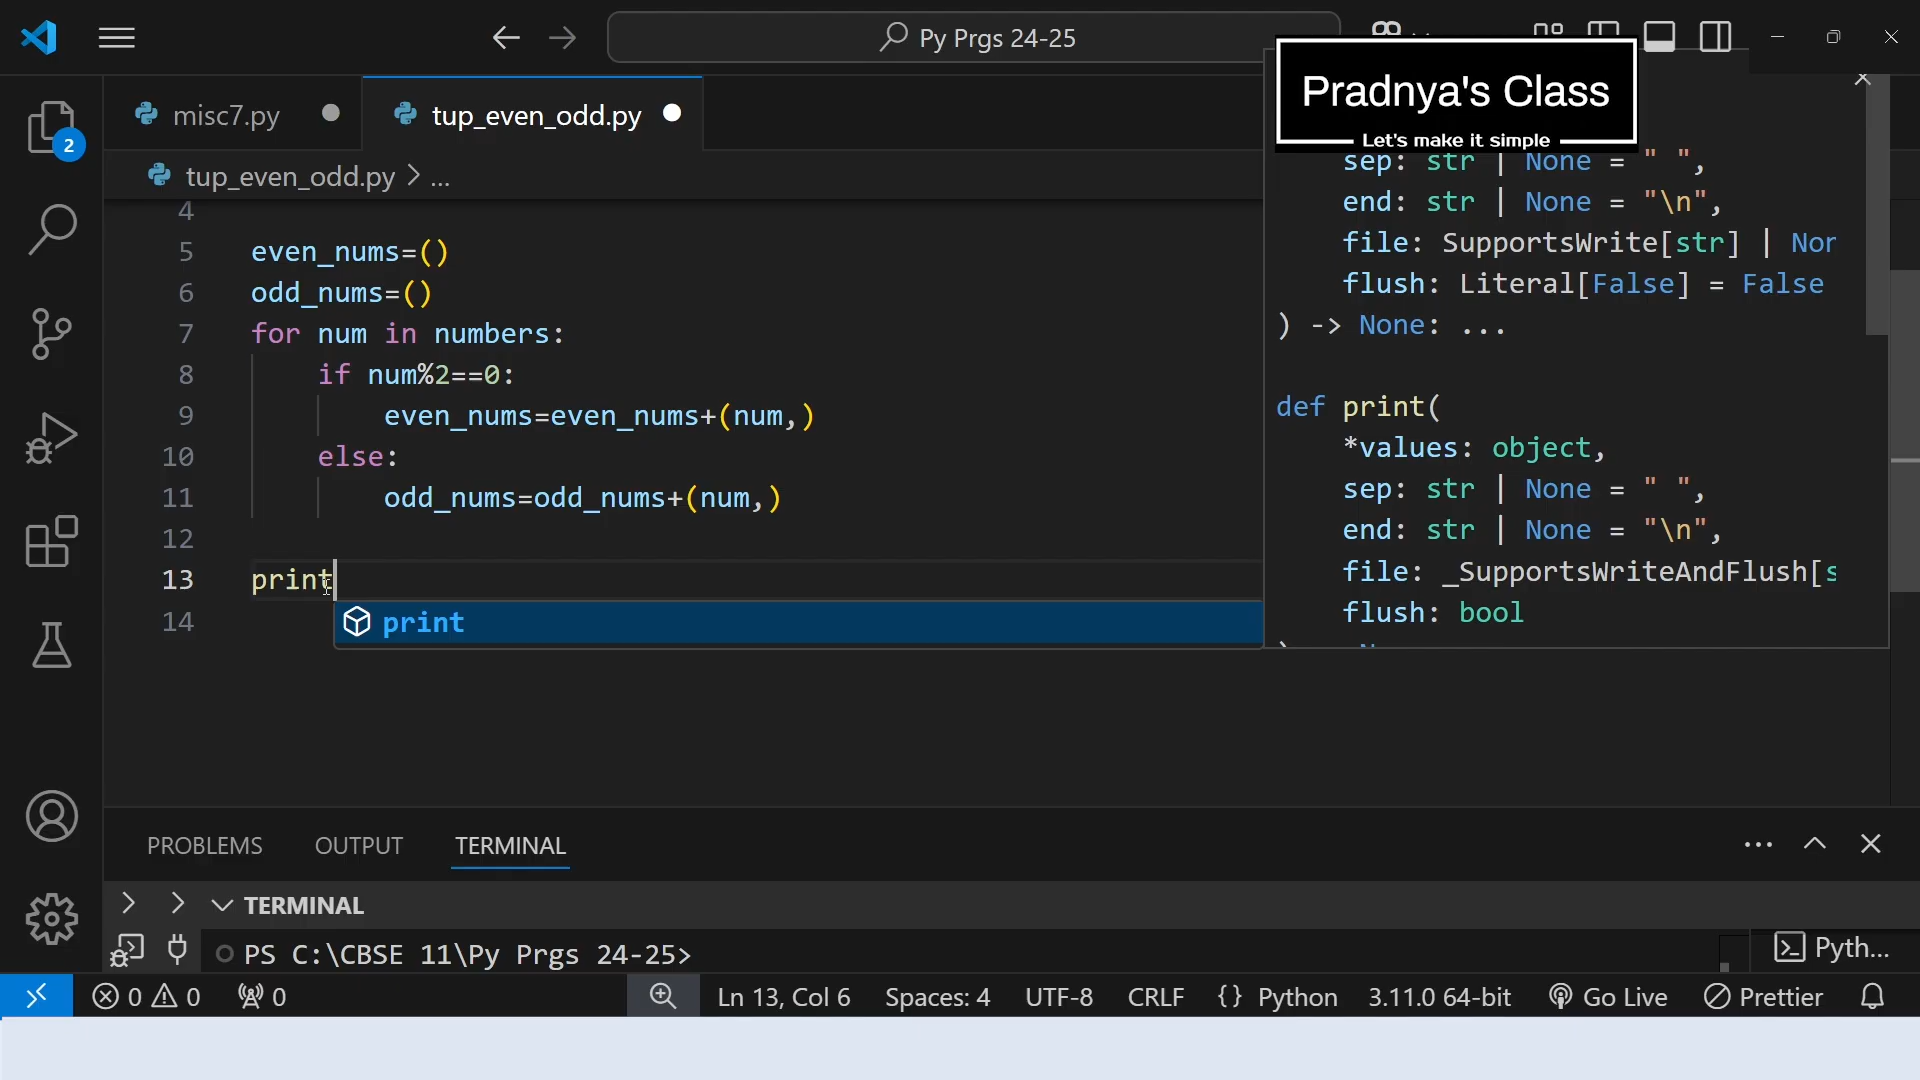 Py Prgs 24-25
Pradnya's Class
Let's make it simple
misc7.py
tup_even_odd.py
tup_even_odd.py > ...
2
4
5 even_nums=()
6 odd_nums=()
7 for num in numbers:
8 if num%2==0:
9 even_nums=even_nums+(num,)
10 else:
11 odd_nums=odd_nums+(num,)
12
13 print
14
print
sep: str | None = " ",
end: str | None = "\n",
file: SupportsWrite[str] | Non
flush: Literal[False] = False
) -> None: ...
def print(
*values: object,
sep: str | None = " ",
end: str | None = "\n",
file: _SupportsWriteAndFlush[s
flush: bool
PROBLEMS OUTPUT TERMINAL
TERMINAL
PS C:\CBSE 11\Py Prgs 24-25>
Pyth...
0 0 0 Ln 13, Col 6 Spaces: 4 UTF-8 CRLF {} Python 3.11.0 64-bit Go Live Prettier